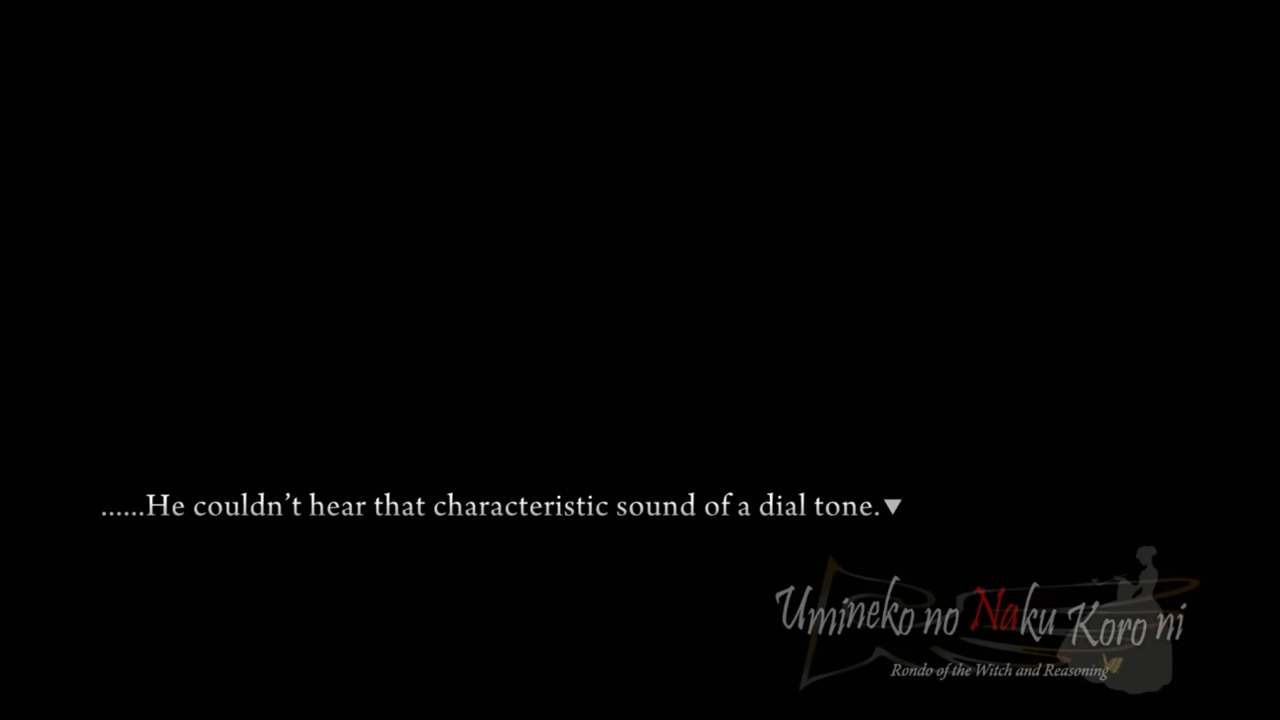 ......He couldn’t hear that characteristic sound of a dial tone.▼
Umineko no Naku Koro ni
Rondo of the Witch and Reasoning